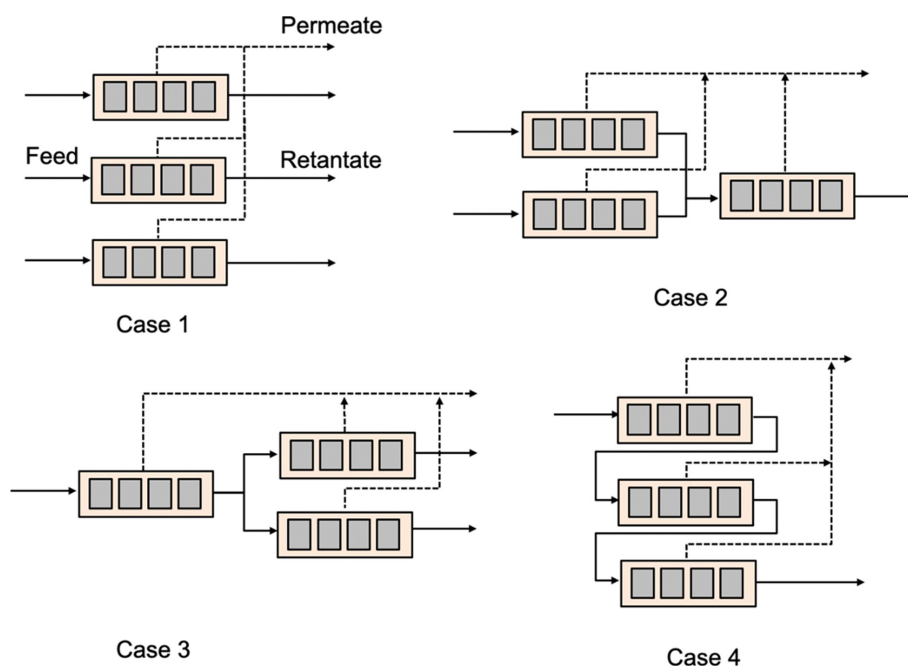 Permeate
Feed
Retantate
Case 1
Case 2
Case 3
Case 4